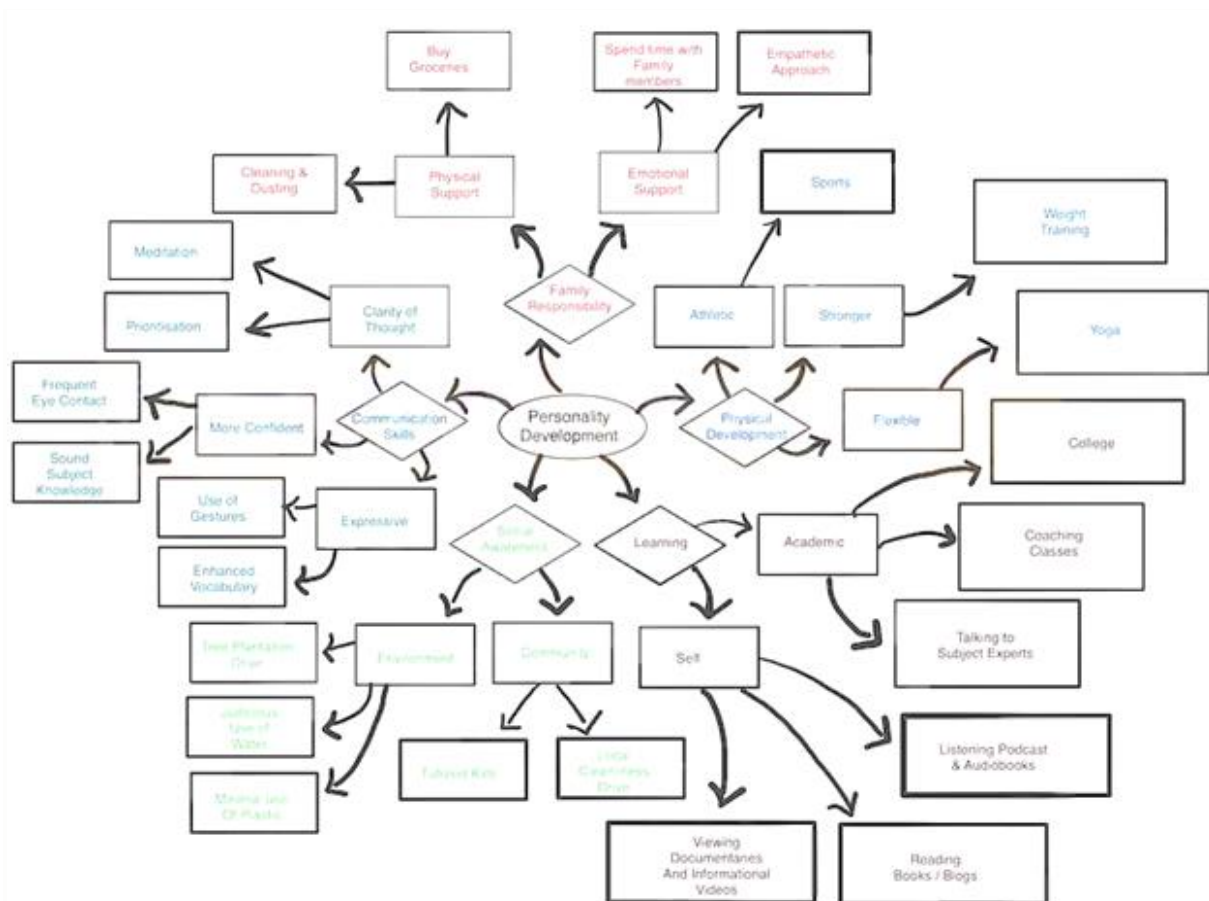 Buy
Groceries
Spend time with
Family
members
Empathetic
Approach
Cleaning &
Dusting
Physical
Support
Emotional
Support
Sports
Meditation
Weight
Training
Prioritisation
Clarity of
Thought
Family
Responsibility
Athletic
Stronger
Yoga
Frequent
Eye Contact
More Confident
Communication
Skills
Personality
Development
Physical
Development
Flexible
College
Sound
Subject
Knowledge
Use of
Gestures
Expressive
Social
Awareness
Learning
Academic
Coaching
Classes
Enhanced
Vocabulary
Tree Plantation
Drive
Environment
Community
Self
Talking to
Subject Experts
Judicious
Use of
Water
Listening Podcast
& Audiobooks
Minimal Use
Of Plastic
Kids
Cleanliness
Drive
Viewing
Documentaries
And Informational
Videos
Reading
Books / Blogs